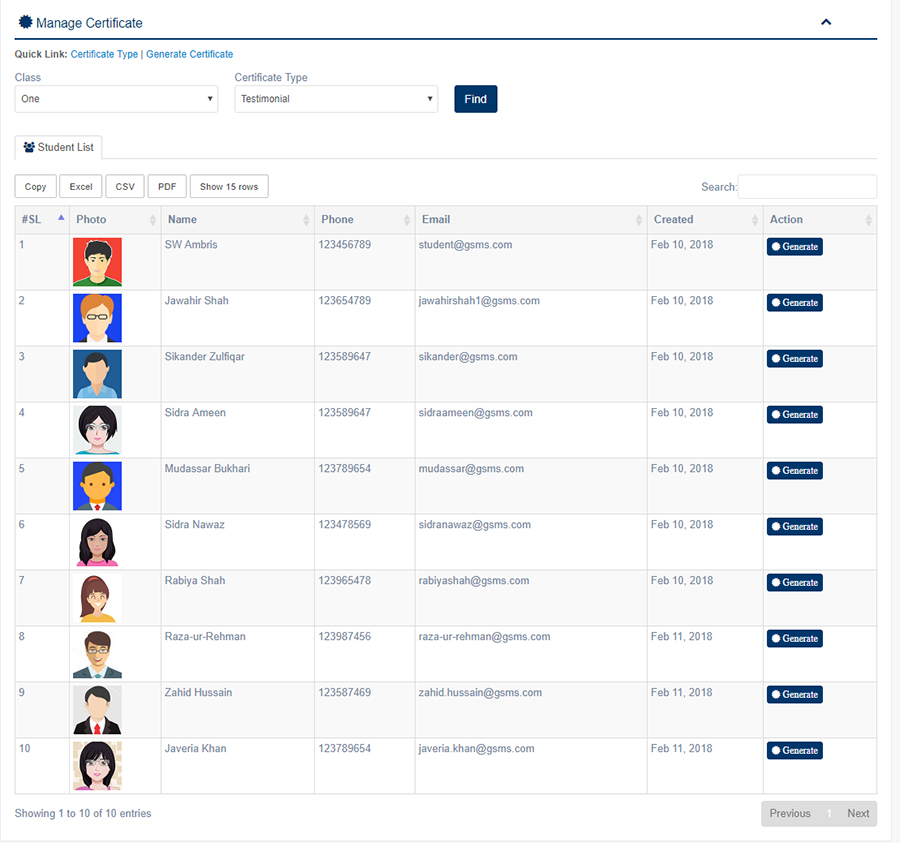 Manage Certificate
Quick Link: Certificate Type | Generate Certificate
Class Certificate Type
One Testimonial Find
Student List
Copy Excel CSV PDF Show 15 rows Search:
#SL Photo Name Phone Email Created Action
1 SW Ambris 123456789 student@gsms.com Feb 10, 2018 Generate
2 Jawahir Shah 123654789 jawahirshah1@gsms.com Feb 10, 2018 Generate
3 Sikander Zulfiqar 123589647 sikander@gsms.com Feb 10, 2018 Generate
4 Sidra Ameen 123589647 sidraameen@gsms.com Feb 10, 2018 Generate
5 Mudassar Bukhari 123789654 mudassar@gsms.com Feb 10, 2018 Generate
6 Sidra Nawaz 123478569 sidranawaz@gsms.com Feb 10, 2018 Generate
7 Rabiya Shah 123965478 rabiyashah@gsms.com Feb 10, 2018 Generate
8 Raza-ur-Rehman 123987456 raza-ur-rehman@gsms.com Feb 11, 2018 Generate
9 Zahid Hussain 123587469 zahid.hussain@gsms.com Feb 11, 2018 Generate
10 Javeria Khan 123789654 javeria.khan@gsms.com Feb 11, 2018 Generate
Showing 1 to 10 of 10 entries Previous 1 Next